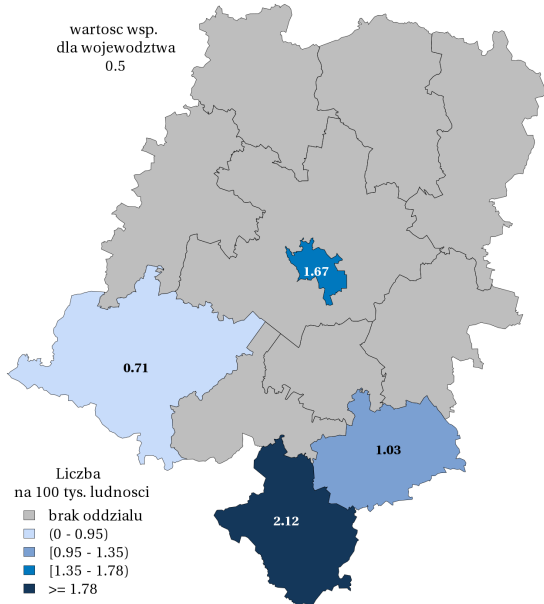 wartosc wsp.
dla wojewodztwa
0.5
1.67
0.71
1.03
2.12
Liczba
na 100 tys. ludnosci
brak oddzialu
(0 - 0.95)
[0.95 - 1.35)
[1.35 - 1.78)
>= 1.78